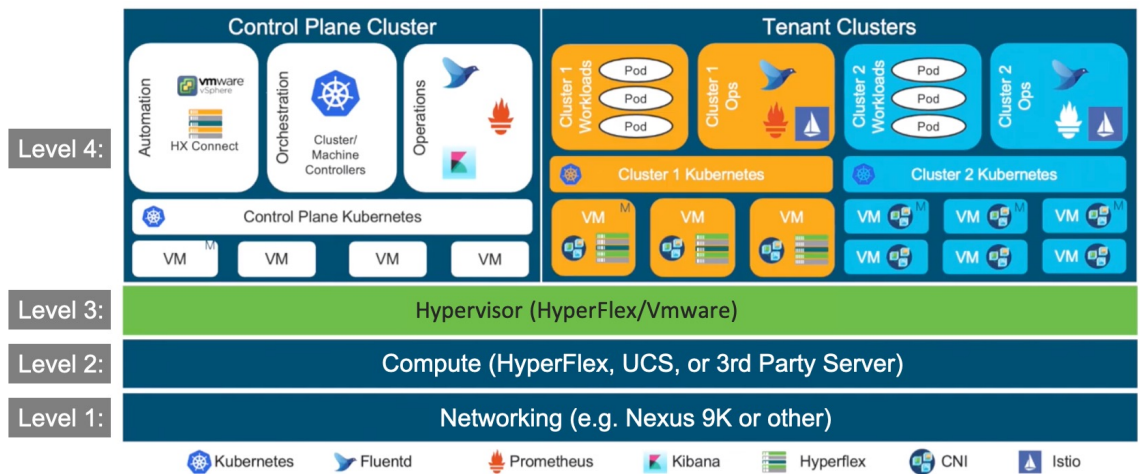 Control Plane Cluster
Tenant Clusters
Level 4:
Automation
vmware
vSphere
HX Connect
Orchestration
Cluster/
Machine
Controllers
Operations
Cluster 1
Workloads
Pod
Pod
Pod
Cluster 1
Ops
Cluster 2
Workloads
Pod
Pod
Pod
Cluster 2
Ops
Control Plane Kubernetes
Cluster 1 Kubernetes
Cluster 2 Kubernetes
VM M
VM
VM
VM
VM M
VM
VM
VM M
VM M
VM M
VM
VM
VM
Level 3:
Hypervisor (HyperFlex/Vmware)
Level 2:
Compute (HyperFlex, UCS, or 3rd Party Server)
Level 1:
Networking (e.g. Nexus 9K or other)
Kubernetes
Fluentd
Prometheus
Kibana
Hyperflex
CNI
Istio